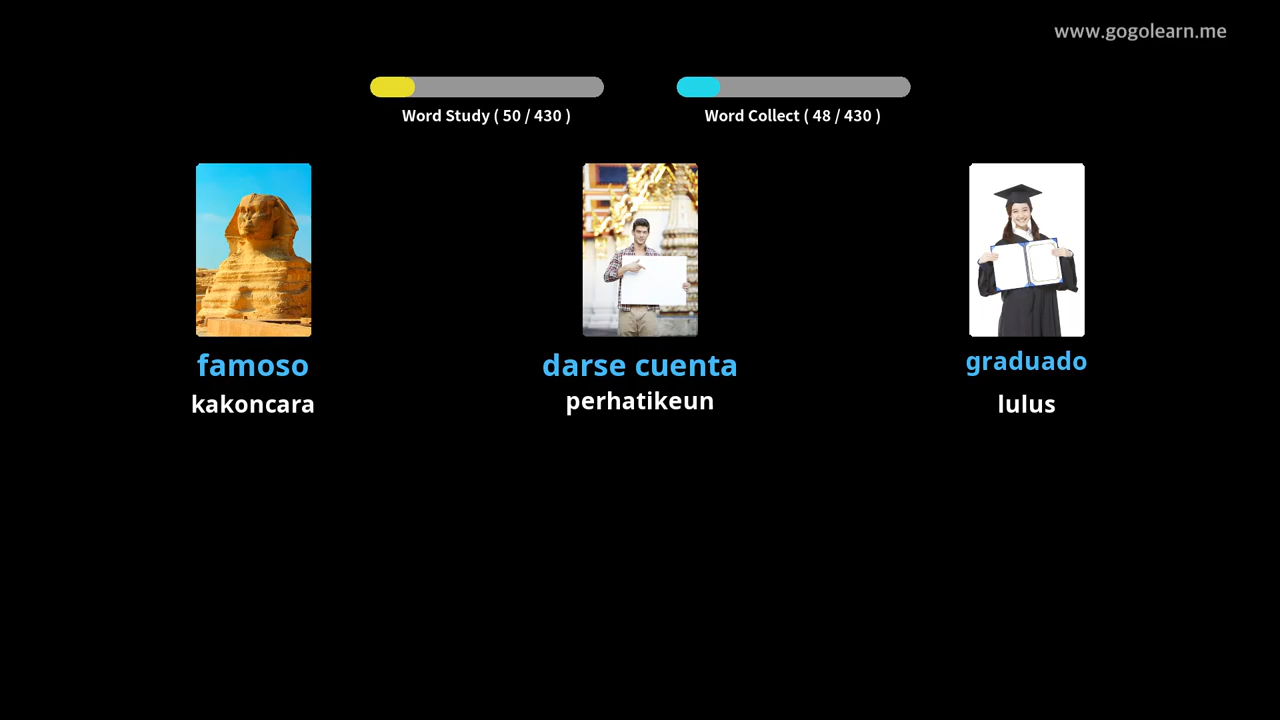 www.gogolearn.me
Word Study ( 50 / 430 )
Word Collect ( 48 / 430 )
famoso
kakoncara
darse cuenta
perhatikeun
graduado
lulus